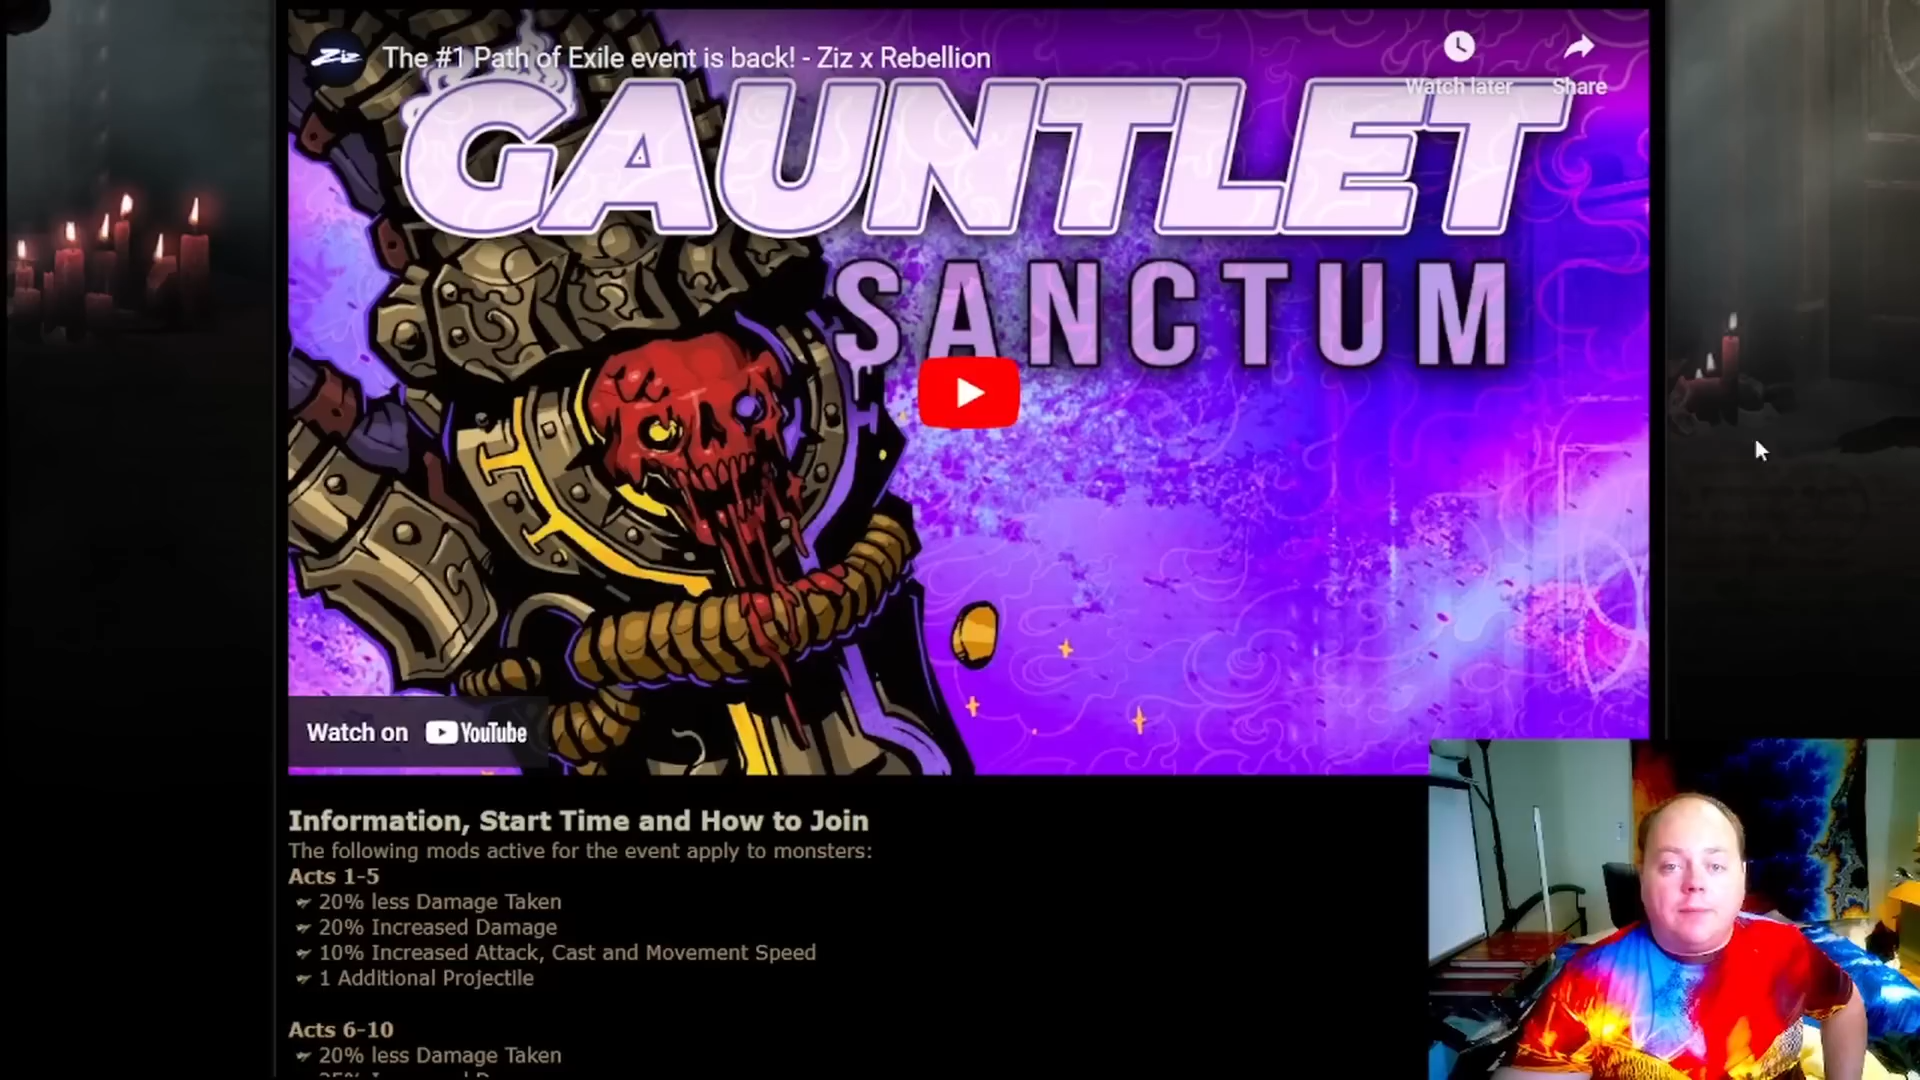 Ziz
The #1 Path of Exile event is back! - Ziz x Rebellion
Watch later
Share
GAUNTLET
SANCTUM
Watch on YouTube
Information, Start Time and How to Join
The following mods active for the event apply to monsters:
Acts 1-5
20% less Damage Taken
20% Increased Damage
10% Increased Attack, Cast and Movement Speed
1 Additional Projectile
Acts 6-10
20% less Damage Taken